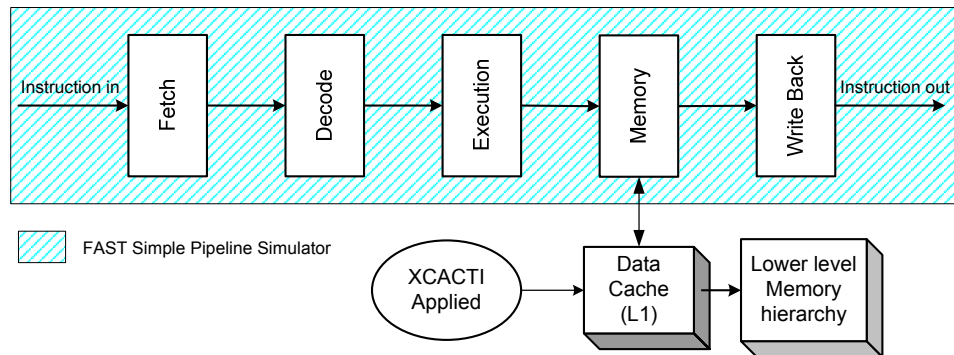 Instruction in
Fetch
Decode
Execution
Memory
Write Back
Instruction out
FAST Simple Pipeline Simulator
XCACTI
Applied
Data
Cache
(L1)
Lower level
Memory
hierarchy